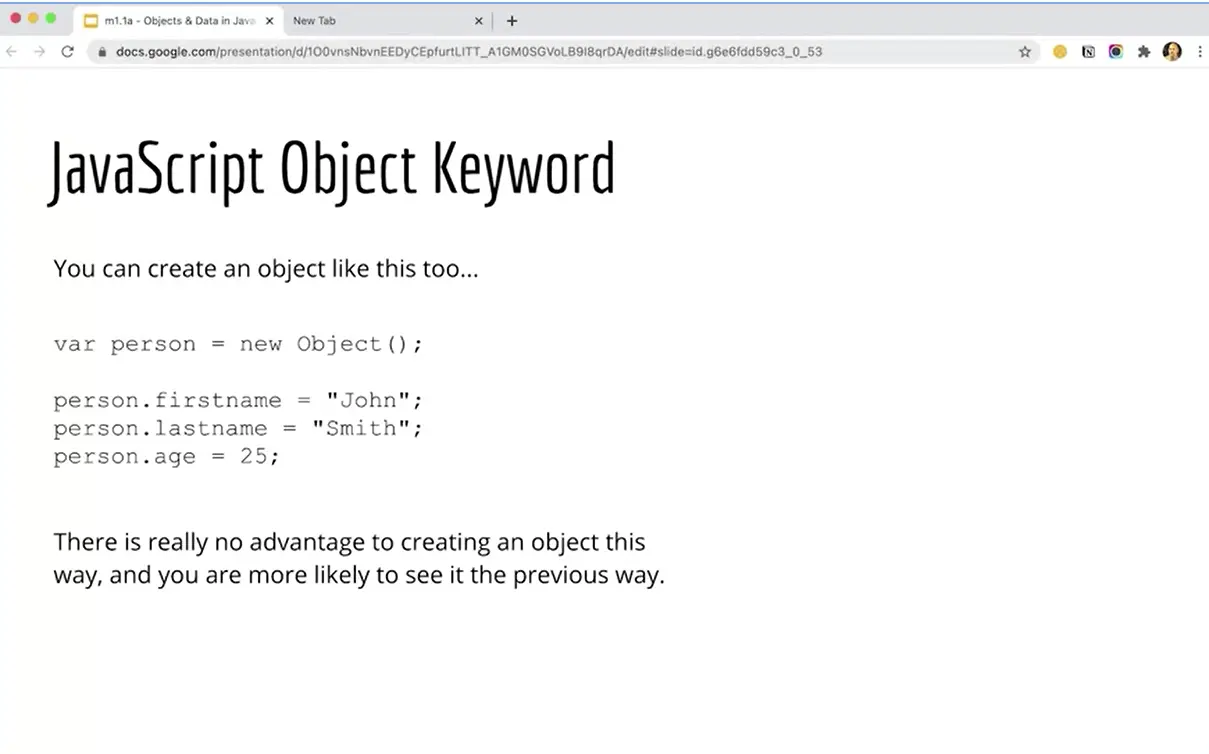 m1.1a - Objects & Data in Java
New Tab
docs.google.com/presentation/d/1O0vnsNbvnEEDyCEpfurtLITT_A1GM0SGVoLB9I8qrDA/edit#slide=id.g6e6fdd59c3_0_53
JavaScript Object Keyword
You can create an object like this too...
var person = new Object();
person.firstname = "John";
person.lastname = "Smith";
person.age = 25;
There is really no advantage to creating an object this
way, and you are more likely to see it the previous way.